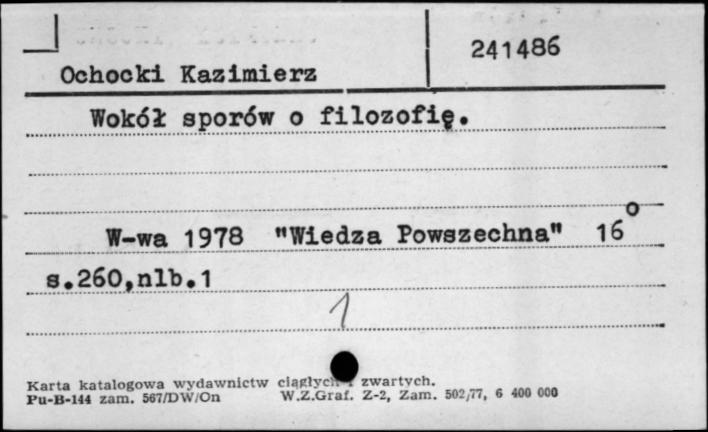 241486
Ochocki Kazimierz
Wokół sporów o filozofię.
W-wa 1978 "Wiedza Powszechna" 16°
s.260,nlb.1
1
Karta katalogowa wydawnictw ciągłych i zwartych.
Pu-B-144 zam. 567/DW/On W.Z.Graf. Z-2, Zam. 502/77, 6 400 000